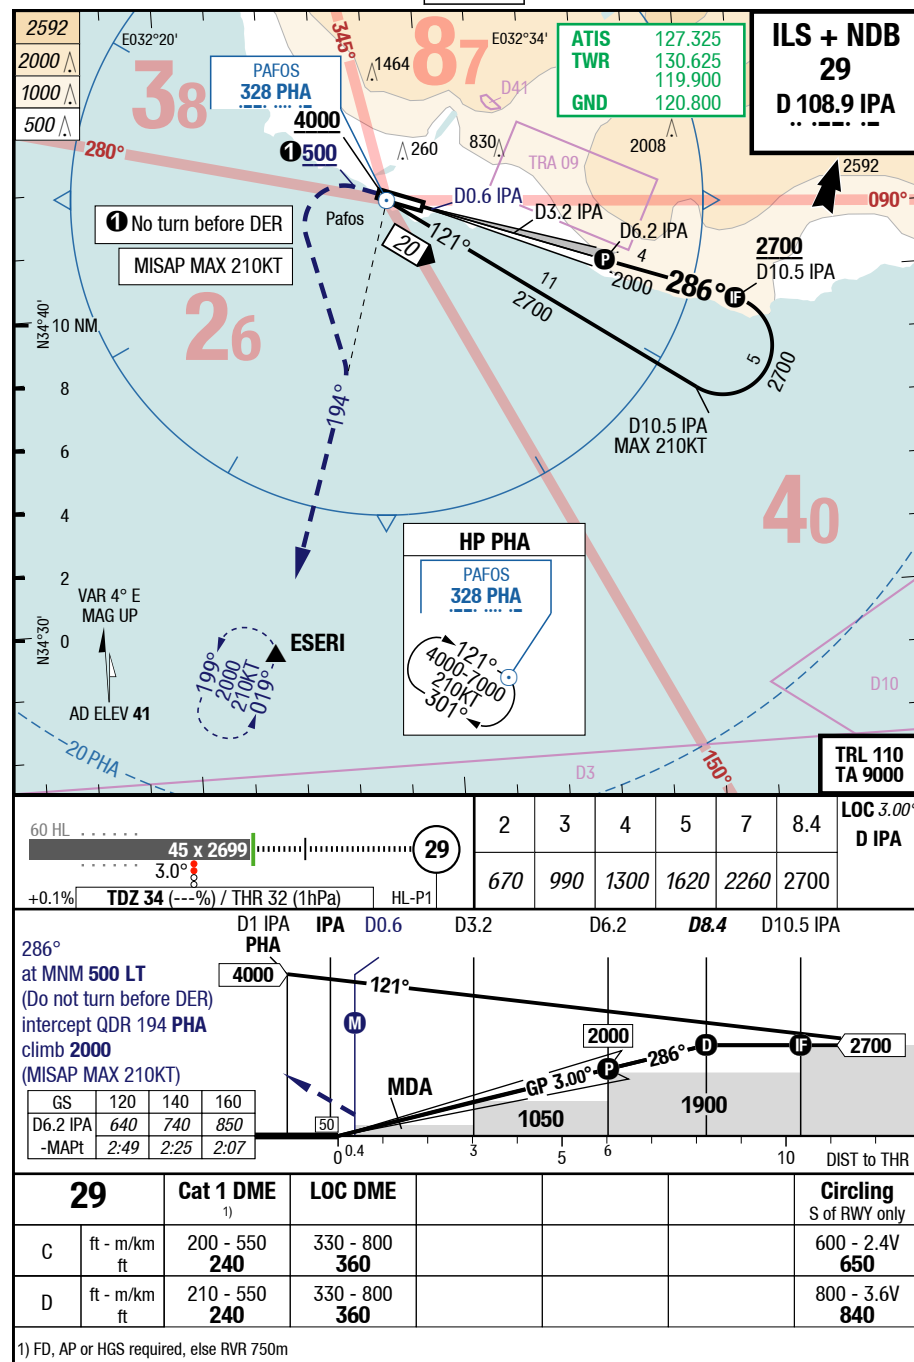 2592
2000
1000
500
E032°20'
38
345°
87
E032°34'
1464
PAFOS
328 PHA
4000
❶500
280°
260
830
D41
TRA 09
2008
ATIS 127.325
TWR 130.625
119.900
GND 120.800
ILS + NDB
29
D 108.9 IPA
2592
090°
❶ No turn before DER
MISAP MAX 210KT
Pafos
D0.6 IPA
D3.2 IPA
D6.2 IPA
P
4
2000
286°
2700
D10.5 IPA
IF
20
121°
11
2700
5
2700
D10.5 IPA
MAX 210KT
26
40
N34°40'
10 NM
8
6
4
2
0
N34°30'
194°
VAR 4° E
MAG UP
AD ELEV 41
199°
2000
210KT
019°
ESERI
HP PHA
PAFOS
328 PHA
121°
4000-7000
210KT
301°
20 PHA
D3
D10
150°
TRL 110
TA 9000
60 HL
45 x 2699
29
3.0°
+0.1%
TDZ 34 (---%) / THR 32 (1hPa)
HL-P1
2 3 4 5 7 8.4 LOC 3.00°
D IPA
670 990 1300 1620 2260 2700
D1 IPA IPA D0.6 D3.2 D6.2 D8.4 D10.5 IPA
PHA
286°
at MNM 500 LT
(Do not turn before DER)
intercept QDR 194 PHA
climb 2000
(MISAP MAX 210KT)
4000
121°
M
2000
286°
D
IF
2700
P
GP 3.00°
MDA
50
1050
1900
GS 120 140 160
D6.2 IPA 640 740 850
-MAPt 2:49 2:25 2:07
0 0.4 3 5 6 10 DIST to THR
29 Cat 1 DME 1) LOC DME Circling
S of RWY only
C ft - m/km 200 - 550 330 - 800 600 - 2.4V
ft 240 360 650
D ft - m/km 210 - 550 330 - 800 800 - 3.6V
ft 240 360 840
1) FD, AP or HGS required, else RVR 750m